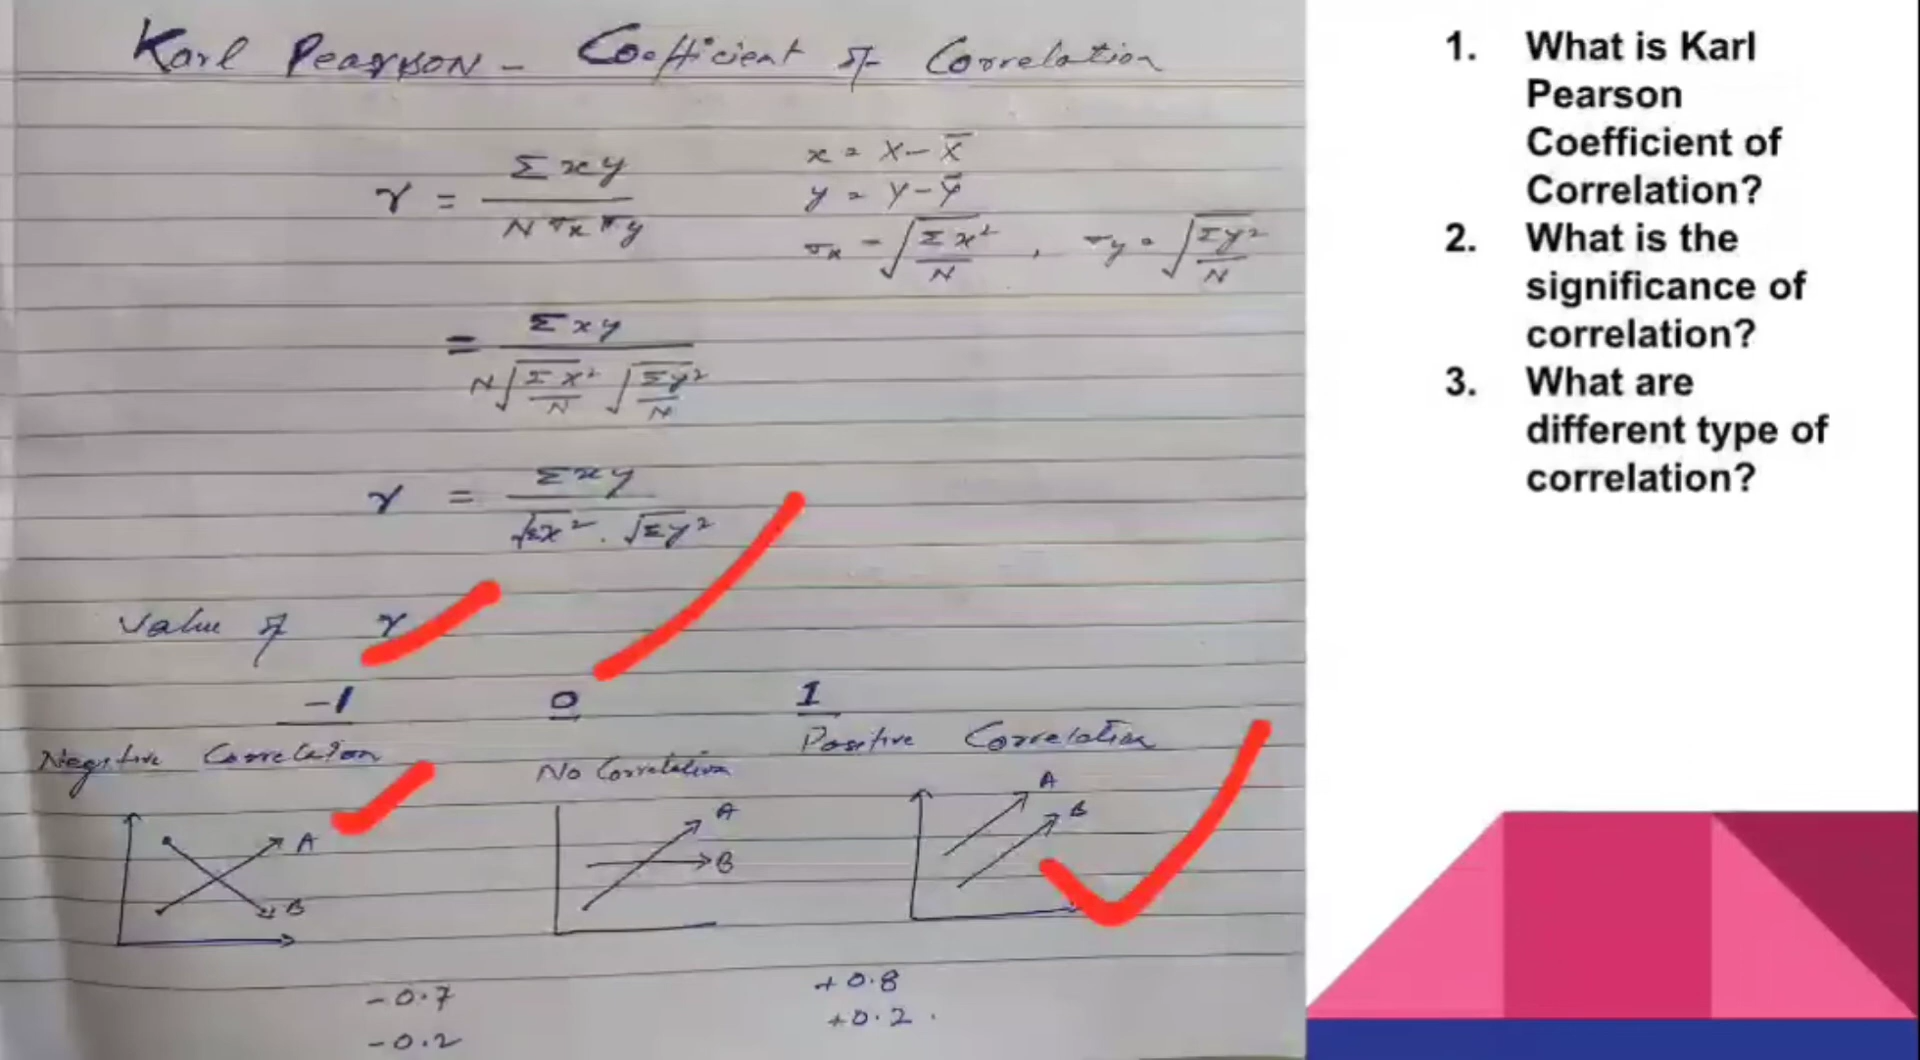 Karl Pearson - Coefficient of Correlation
r = Σxy / Nσxσy
x = X - X̄
y = Y - Ȳ
σx = √Σx²/N , σy = √Σy²/N
= Σxy / N√Σx²/N √Σy²/N
r = Σxy / √Σx² . √Σy²
Value of r
-1 0 1
Negative Correlation No Correlation Positive Correlation
A
B
A
B
A
B
-0.7
-0.2
+0.8
+0.2 .
1. What is Karl
Pearson
Coefficient of
Correlation?
2. What is the
significance of
correlation?
3. What are
different type of
correlation?